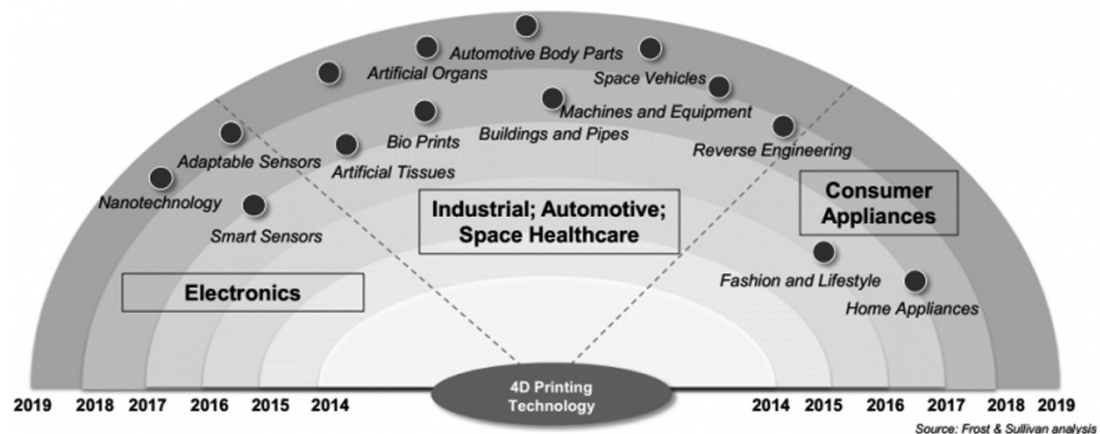 Automotive Body Parts
Artificial Organs
Space Vehicles
Machines and Equipment
Bio Prints
Buildings and Pipes
Reverse Engineering
Adaptable Sensors
Artificial Tissues
Nanotechnology
Smart Sensors
Industrial; Automotive;
Space Healthcare
Consumer
Appliances
Electronics
Fashion and Lifestyle
Home Appliances
4D Printing
Technology
2019 2018 2017 2016 2015 2014 2014 2015 2016 2017 2018 2019
Source: Frost & Sullivan analysis